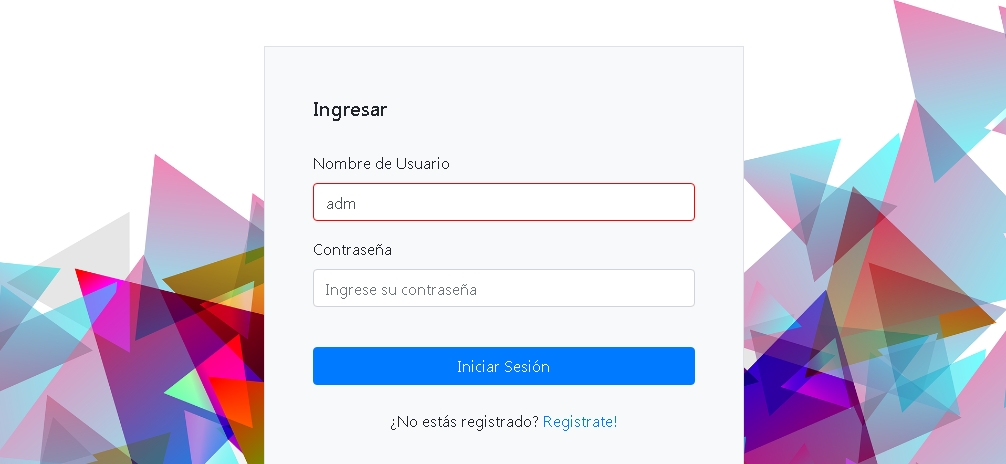 Ingresar
Nombre de Usuario
adm
Contraseña
Ingrese su contraseña
Iniciar Sesión
¿No estás registrado? Registrate!